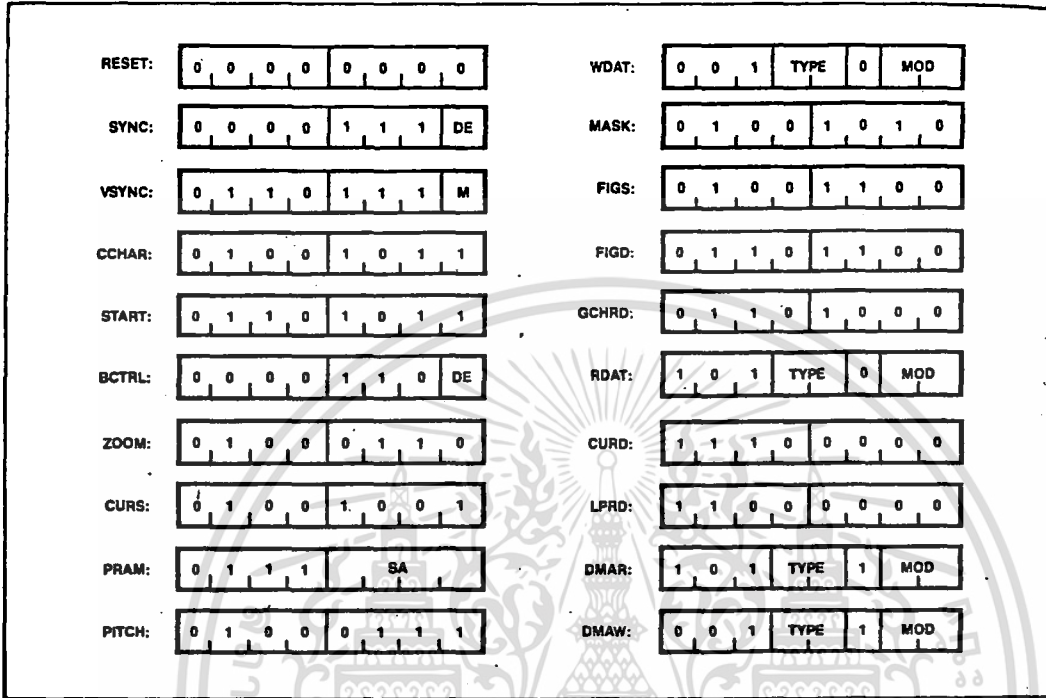 RESET: 0 0 0 0 0 0 0 0
SYNC: 0 0 0 0 1 1 1 DE
VSYNC: 0 1 1 0 1 1 1 M
CCHAR: 0 1 0 0 1 0 1 1
START: 0 1 1 0 1 0 1 1
BCTRL: 0 0 0 0 1 1 0 DE
ZOOM: 0 1 0 0 0 1 1 0
CURS: 0 1 0 0 1 0 0 1
PRAM: 0 1 1 1 SA
PITCH: 0 1 0 0 0 1 1 1
WDAT: 0 0 1 TYPE 0 MOD
MASK: 0 1 0 0 1 0 1 0
FIGS: 0 1 0 0 1 1 0 0
FIGD: 0 1 1 0 1 1 0 0
GCHRD: 0 1 1 0 1 0 0 0
RDAT: 1 0 1 TYPE 0 MOD
CURD: 1 1 1 0 0 0 0 0
LPRD: 1 1 0 0 0 0 0 0
DMAR: 1 0 1 TYPE 1 MOD
DMAW: 0 0 1 TYPE 1 MOD